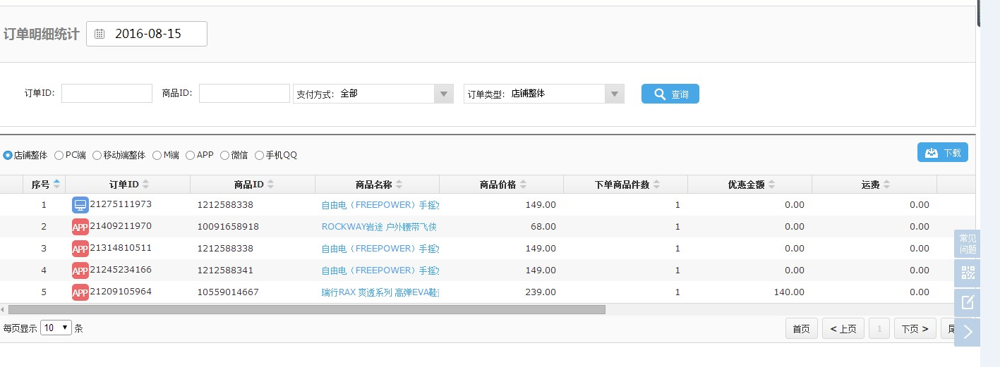 订单明细统计 2016-08-15
订单ID: 商品ID: 支付方式: 全部 订单类型: 店铺整体 查询
店铺整体 PC端 移动端整体 M端 APP 微信 手机QQ 下载
序号 订单ID 商品ID 商品名称 商品价格 下单商品件数 优惠金额 运费
1 21275111973 1212588338 自由电（FREEPOWER）手摇 149.00 1 0.00 0.00
2 APP 21409211970 10091658918 ROCKWAY岩途 户外腰带飞侠 68.00 1 0.00 0.00
3 APP 21314810511 1212588338 自由电（FREEPOWER）手摇 149.00 1 0.00 0.00
4 APP 21245234166 1212588341 自由电（FREEPOWER）手摇 149.00 1 0.00 0.00
5 APP 21209105964 10559014667 瑞行RAX 爽透系列 高弹EVA鞋 239.00 1 140.00 0.00
常见
问题
每页显示 10 条 首页 < 上页 1 下页 >